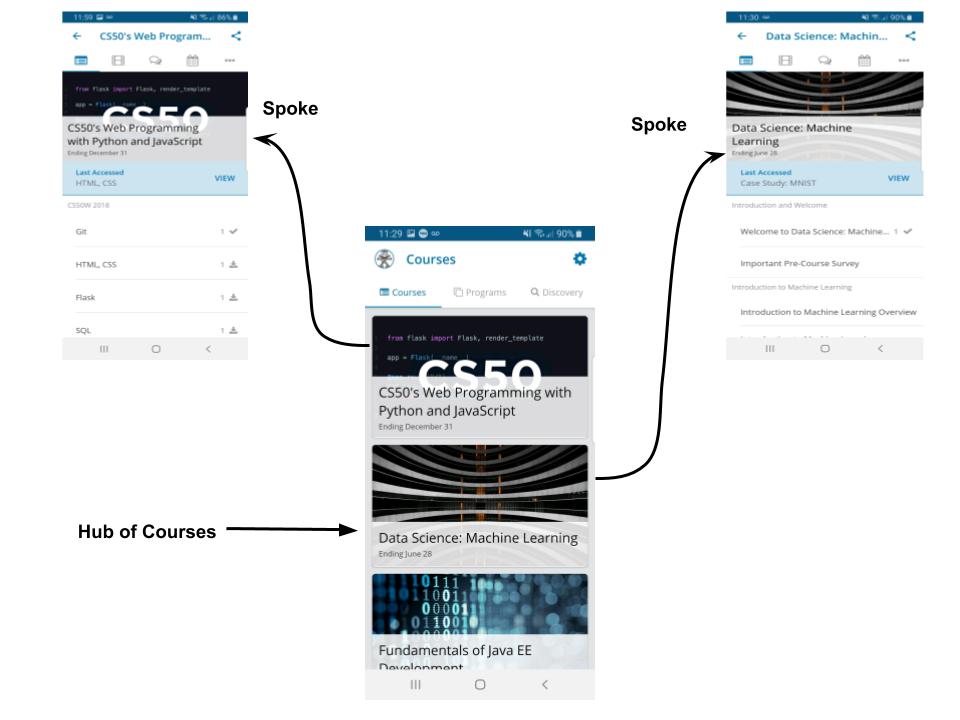 11:59 86%
CS50's Web Program...
from flask import Flask, render_template
app = Flask(__name__)
CS50
CS50's Web Programming
with Python and JavaScript
Ending December 31
Last Accessed
HTML, CSS
VIEW
CS50W 2018
Git 1
HTML, CSS 1
Flask 1
SQL 1
Spoke
Spoke
11:30 90%
Data Science: Machin...
Data Science: Machine
Learning
Ending June 28
Last Accessed
Case Study: MNIST
VIEW
Introduction and Welcome
Welcome to Data Science: Machine... 1
Important Pre-Course Survey
Introduction to Machine Learning
Introduction to Machine Learning Overview
Hub of Courses
11:29 90%
Courses
Courses Programs Discovery
from flask import Flask, render_template
app = Flask(__name__)
CS50
CS50's Web Programming with
Python and JavaScript
Ending December 31
Data Science: Machine Learning
Ending June 28
0111
10011
00001
01001
Fundamentals of Java EE
Development